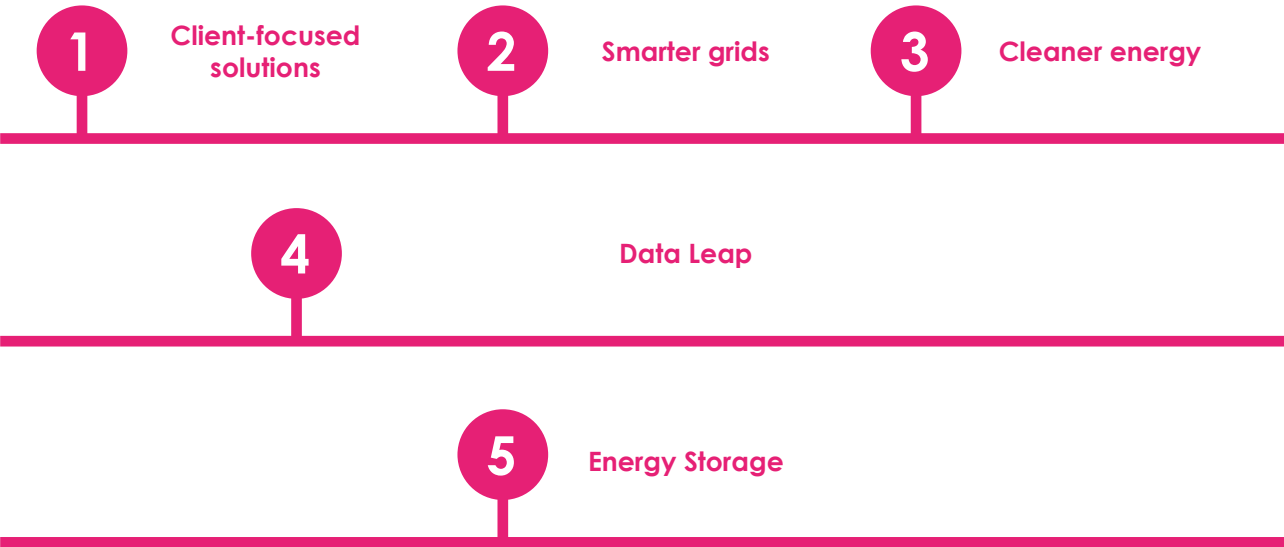 1
Client-focused
solutions
2
Smarter grids
3
Cleaner energy
4
Data Leap
5
Energy Storage